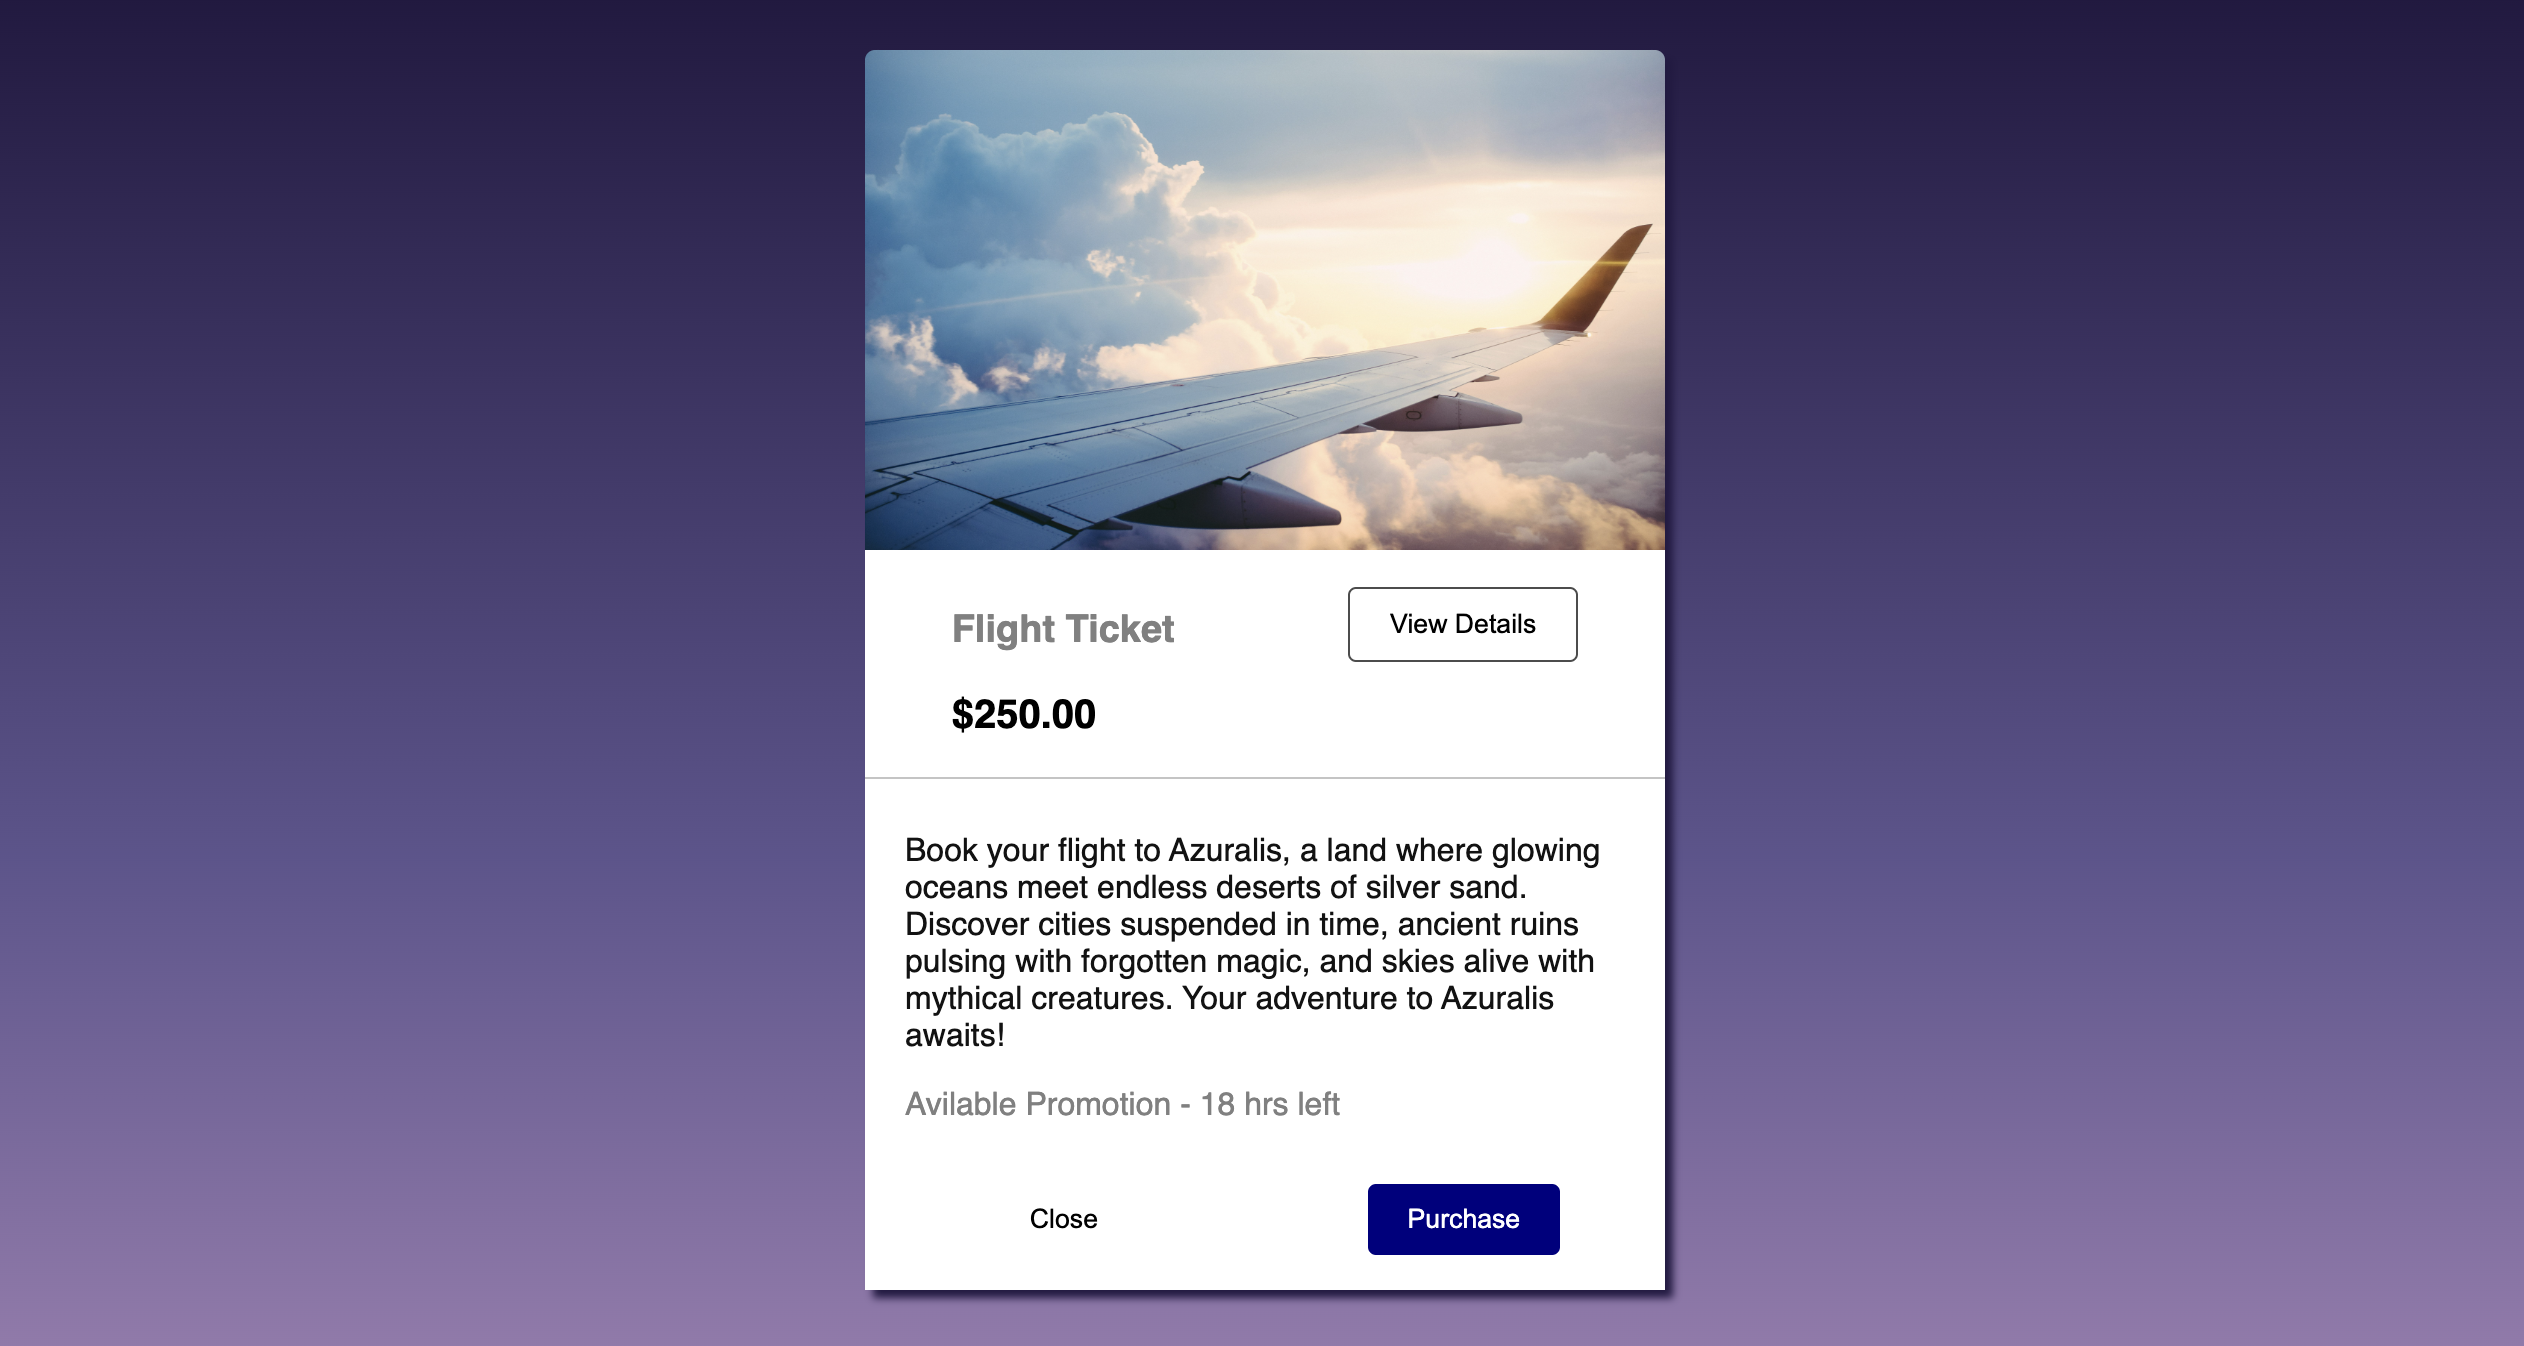 Flight Ticket
View Details
$250.00
Book your flight to Azuralis, a land where glowing
oceans meet endless deserts of silver sand.
Discover cities suspended in time, ancient ruins
pulsing with forgotten magic, and skies alive with
mythical creatures. Your adventure to Azuralis
awaits!
Avilable Promotion - 18 hrs left
Close
Purchase